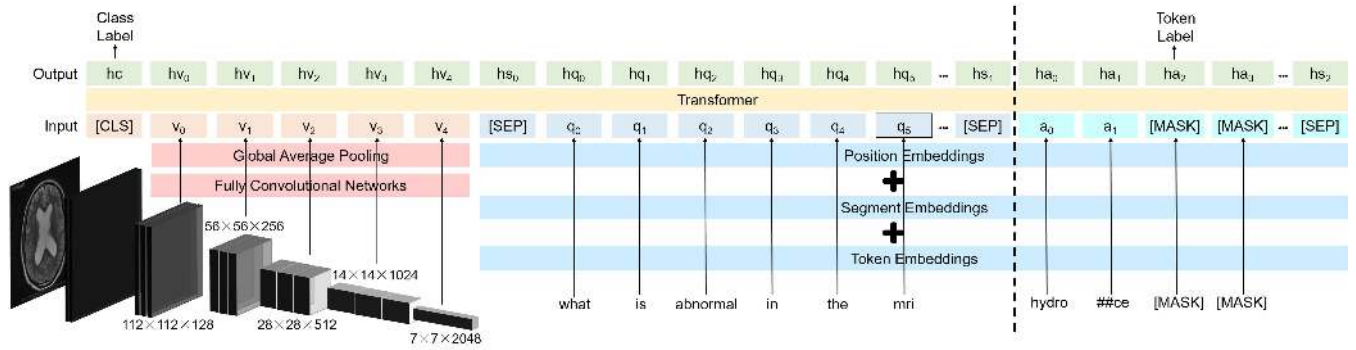 Class Label
Token Label
Output hc hv₀ hv₁ hv₂ hv₃ hv₄ hs₀ hq₀ hq₁ hq₂ hq₃ hq₄ hq₅ ... hs₁ ha₀ ha₁ ha₂ ha₃ ... hs₂
Transformer
Input [CLS] v₀ v₁ v₂ v₃ v₄ [SEP] q₀ q₁ q₂ q₃ q₄ q₅ ... [SEP] a₀ a₁ [MASK] [MASK] ... [SEP]
Global Average Pooling
Position Embeddings
Fully Convolutional Networks
Segment Embeddings
Token Embeddings
56×56×256
14×14×1024
112×112×128
28×28×512
7×7×2048
what is abnormal in the mri hydro ##ce [MASK] [MASK]